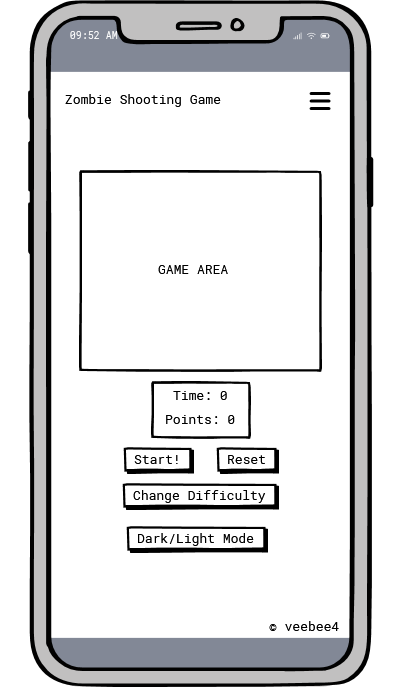 09:52 AM
Zombie Shooting Game
GAME AREA
Time: 0
Points: 0
Start! Reset
Change Difficulty
Dark/Light Mode
© veebee4